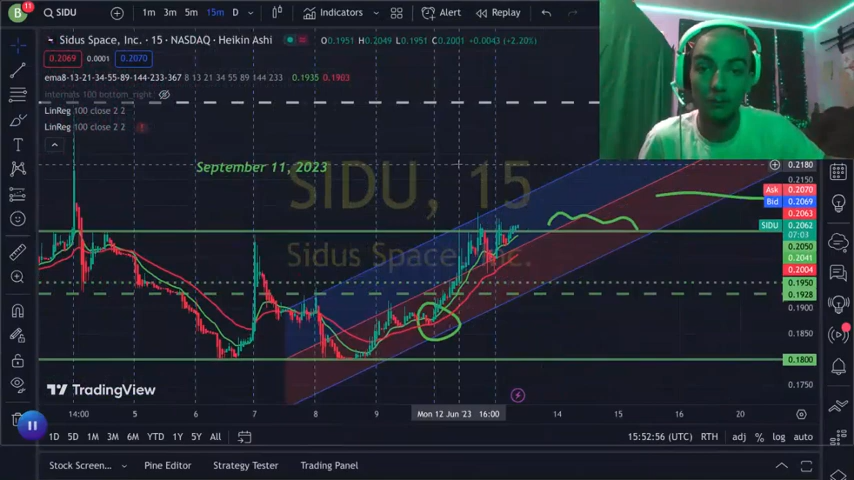 B 11 SIDU 1m 3m 5m 15m D Indicators Alert Replay
Sidus Space, Inc. · 15 · NASDAQ · Heikin Ashi O0.1951 H0.2049 L0.1951 C0.2001 +0.0043 (+2.20%)
0.2069 0.0001 0.2070
ema8-13-21-34-55-89-144-233-367 8 13 21 34 55 89 144 233 0.1935 0.1903
internals 100 bottom_right
LinReg 100 close 2 2
LinReg 100 close 2 2
September 11, 2023
SIDU, 15
Sidus Space, Inc.
0.2180
0.2150
Ask 0.2070
Bid 0.2069
0.2063
SIDU 0.2062
07:03
0.2050
0.2041
0.2004
0.1950
0.1928
0.1900
0.1850
0.1800
0.1750
TradingView
14:00 5 6 7 8 9 Mon 12 Jun '23 16:00 14 15 16 20
1D 5D 1M 3M 6M YTD 1Y 5Y All 15:52:56 (UTC) RTH adj % log auto
Stock Screen... Pine Editor Strategy Tester Trading Panel